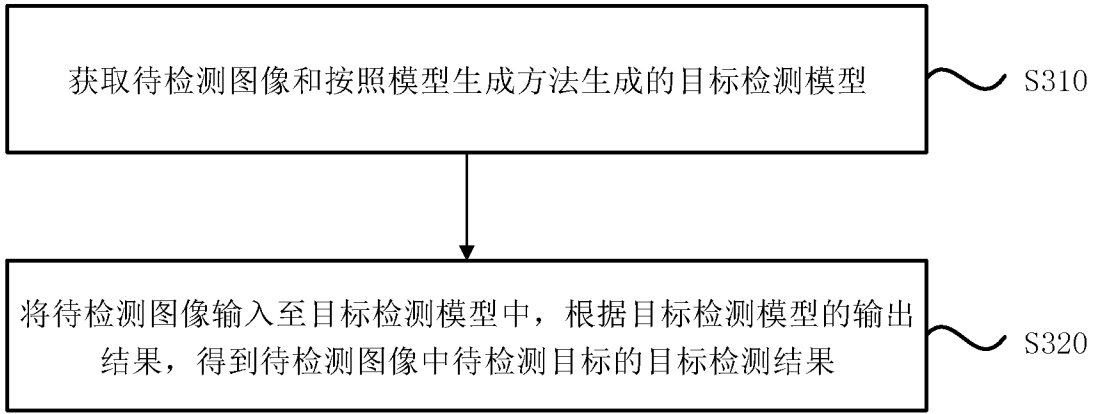 获取待检测图像和按照模型生成方法生成的目标检测模型
S310
将待检测图像输入至目标检测模型中，根据目标检测模型的输出
结果，得到待检测图像中待检测目标的目标检测结果
S320